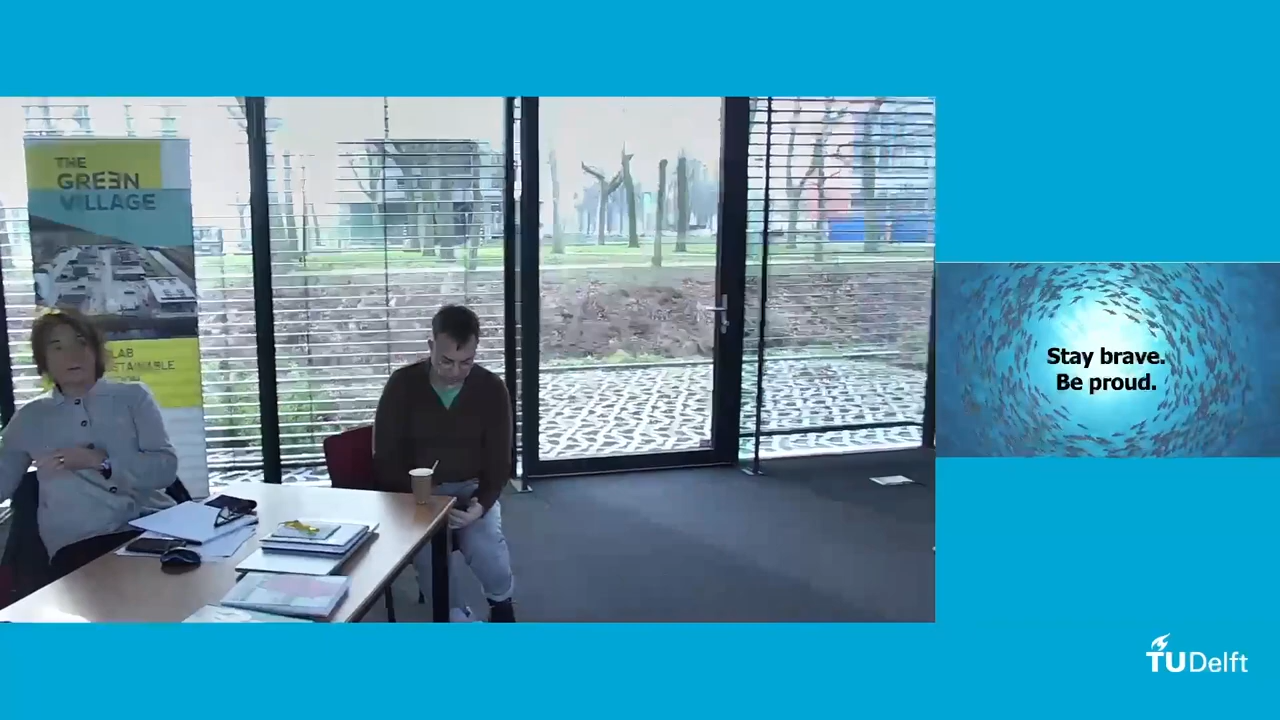 THE
GREEN
VILLAGE
LAB
STAINABLE
Stay brave.
Be proud.
TUDelft